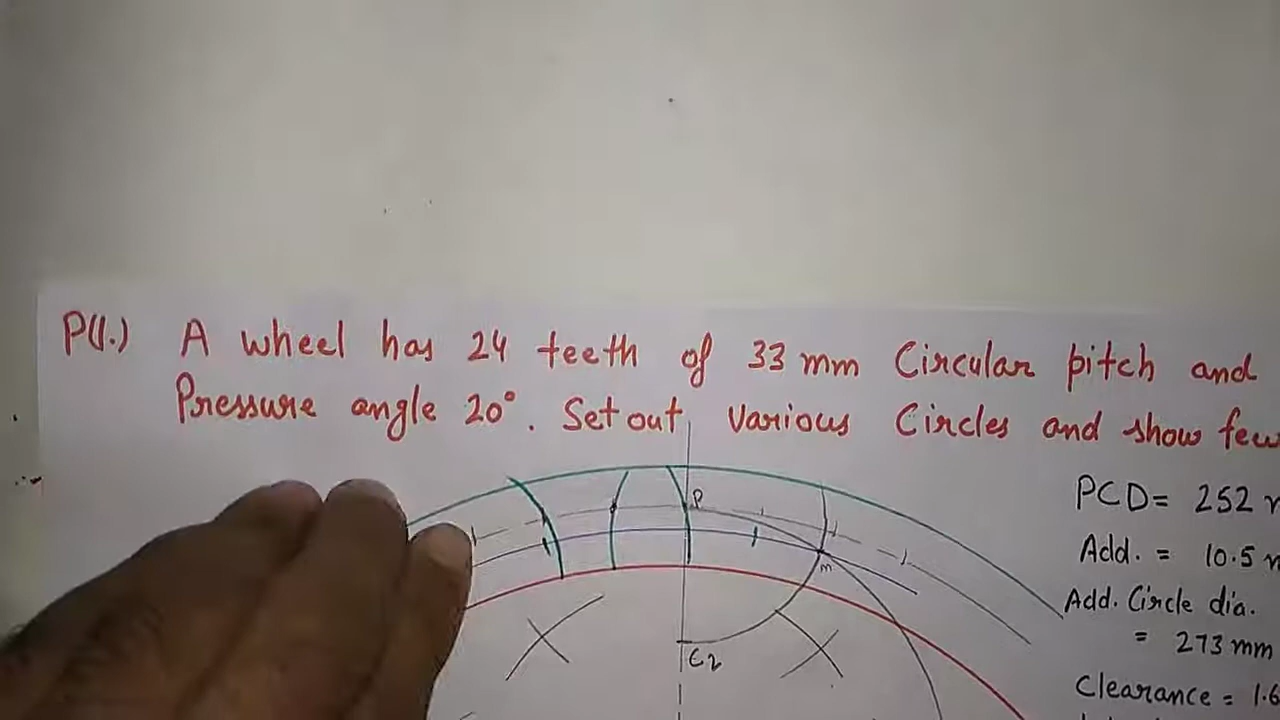 P(1.) A wheel has 24 teeth of 33 mm Circular pitch and
Pressure angle 20°. Set out various Circles and show few
PCD = 252
Add. = 10.5
Add. Circle dia.
= 273 mm
Clearance = 1.6
P
m
C2